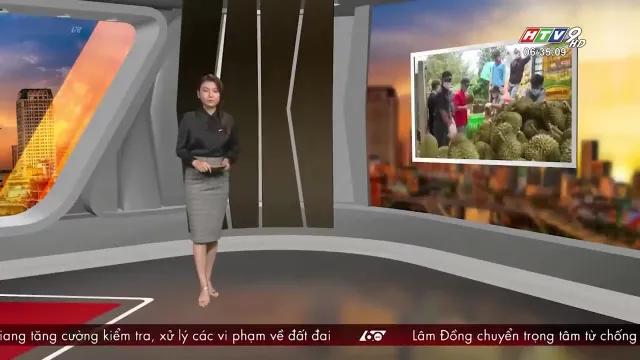 HTV9
HD
06:35:09
iang tăng cường kiểm tra, xử lý các vi phạm về đất đai
60
Lâm Đồng chuyển trọng tâm từ chống